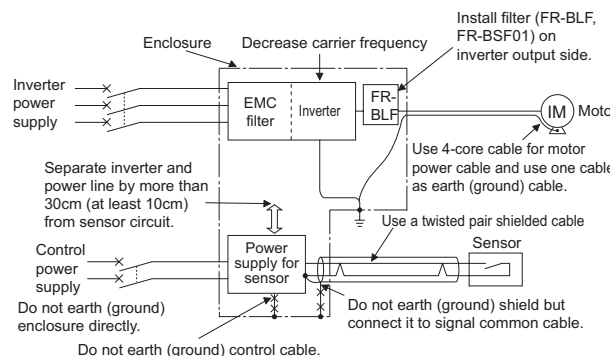 Install filter (FR-BLF,
FR-BSF01) on
inverter output side.
Enclosure
Decrease carrier frequency
Inverter
power
supply
EMC
filter
Inverter
FR-
BLF
IM
Moto
Use 4-core cable for motor
power cable and use one cable
as earth (ground) cable.
Separate inverter and
power line by more than
30cm (at least 10cm)
from sensor circuit.
Use a twisted pair shielded cable
Control
power
supply
Power
supply for
sensor
Sensor
Do not earth (ground)
enclosure directly.
Do not earth (ground) shield but
connect it to signal common cable.
Do not earth (ground) control cable.